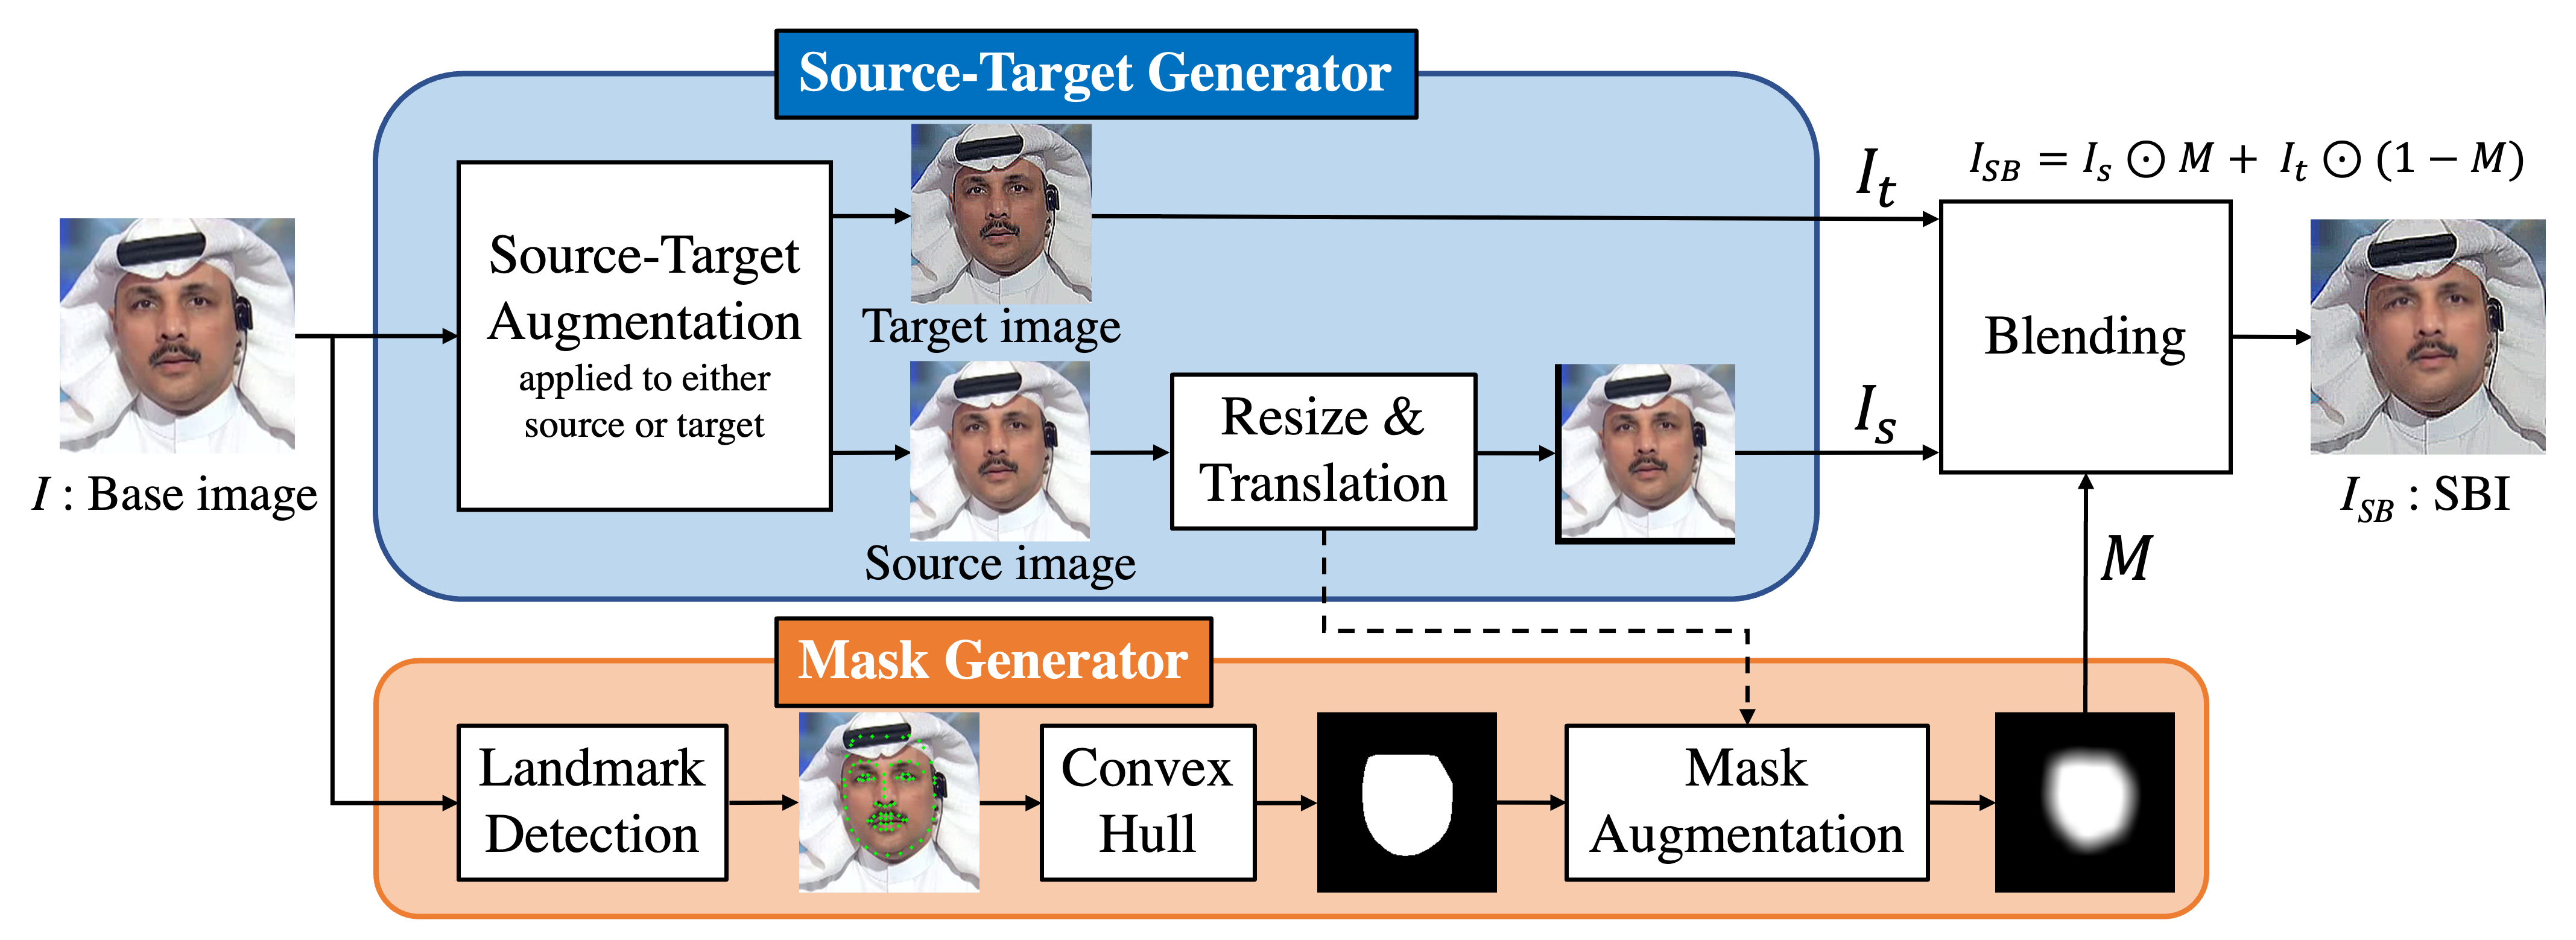 Source-Target Generator
Source-Target
Augmentation
applied to either
source or target
Target image
Source image
Resize &
Translation
I : Base image
I_t
I_s
I_{SB} = I_s ⊙ M + I_t ⊙ (1 − M)
Blending
I_{SB} : SBI
M
Mask Generator
Landmark
Detection
Convex
Hull
Mask
Augmentation